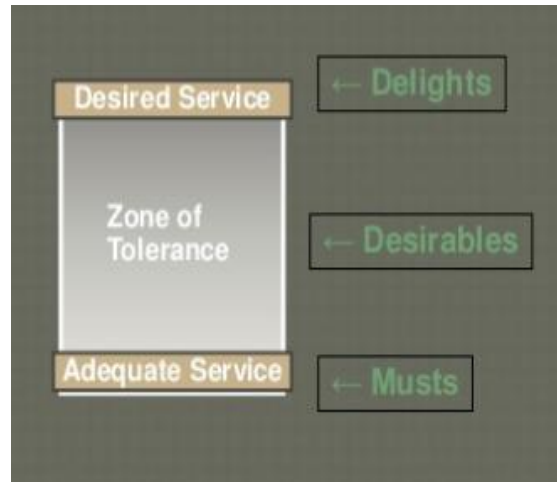 Desired Service
← Delights
Zone of
Tolerance
← Desirables
Adequate Service
← Musts